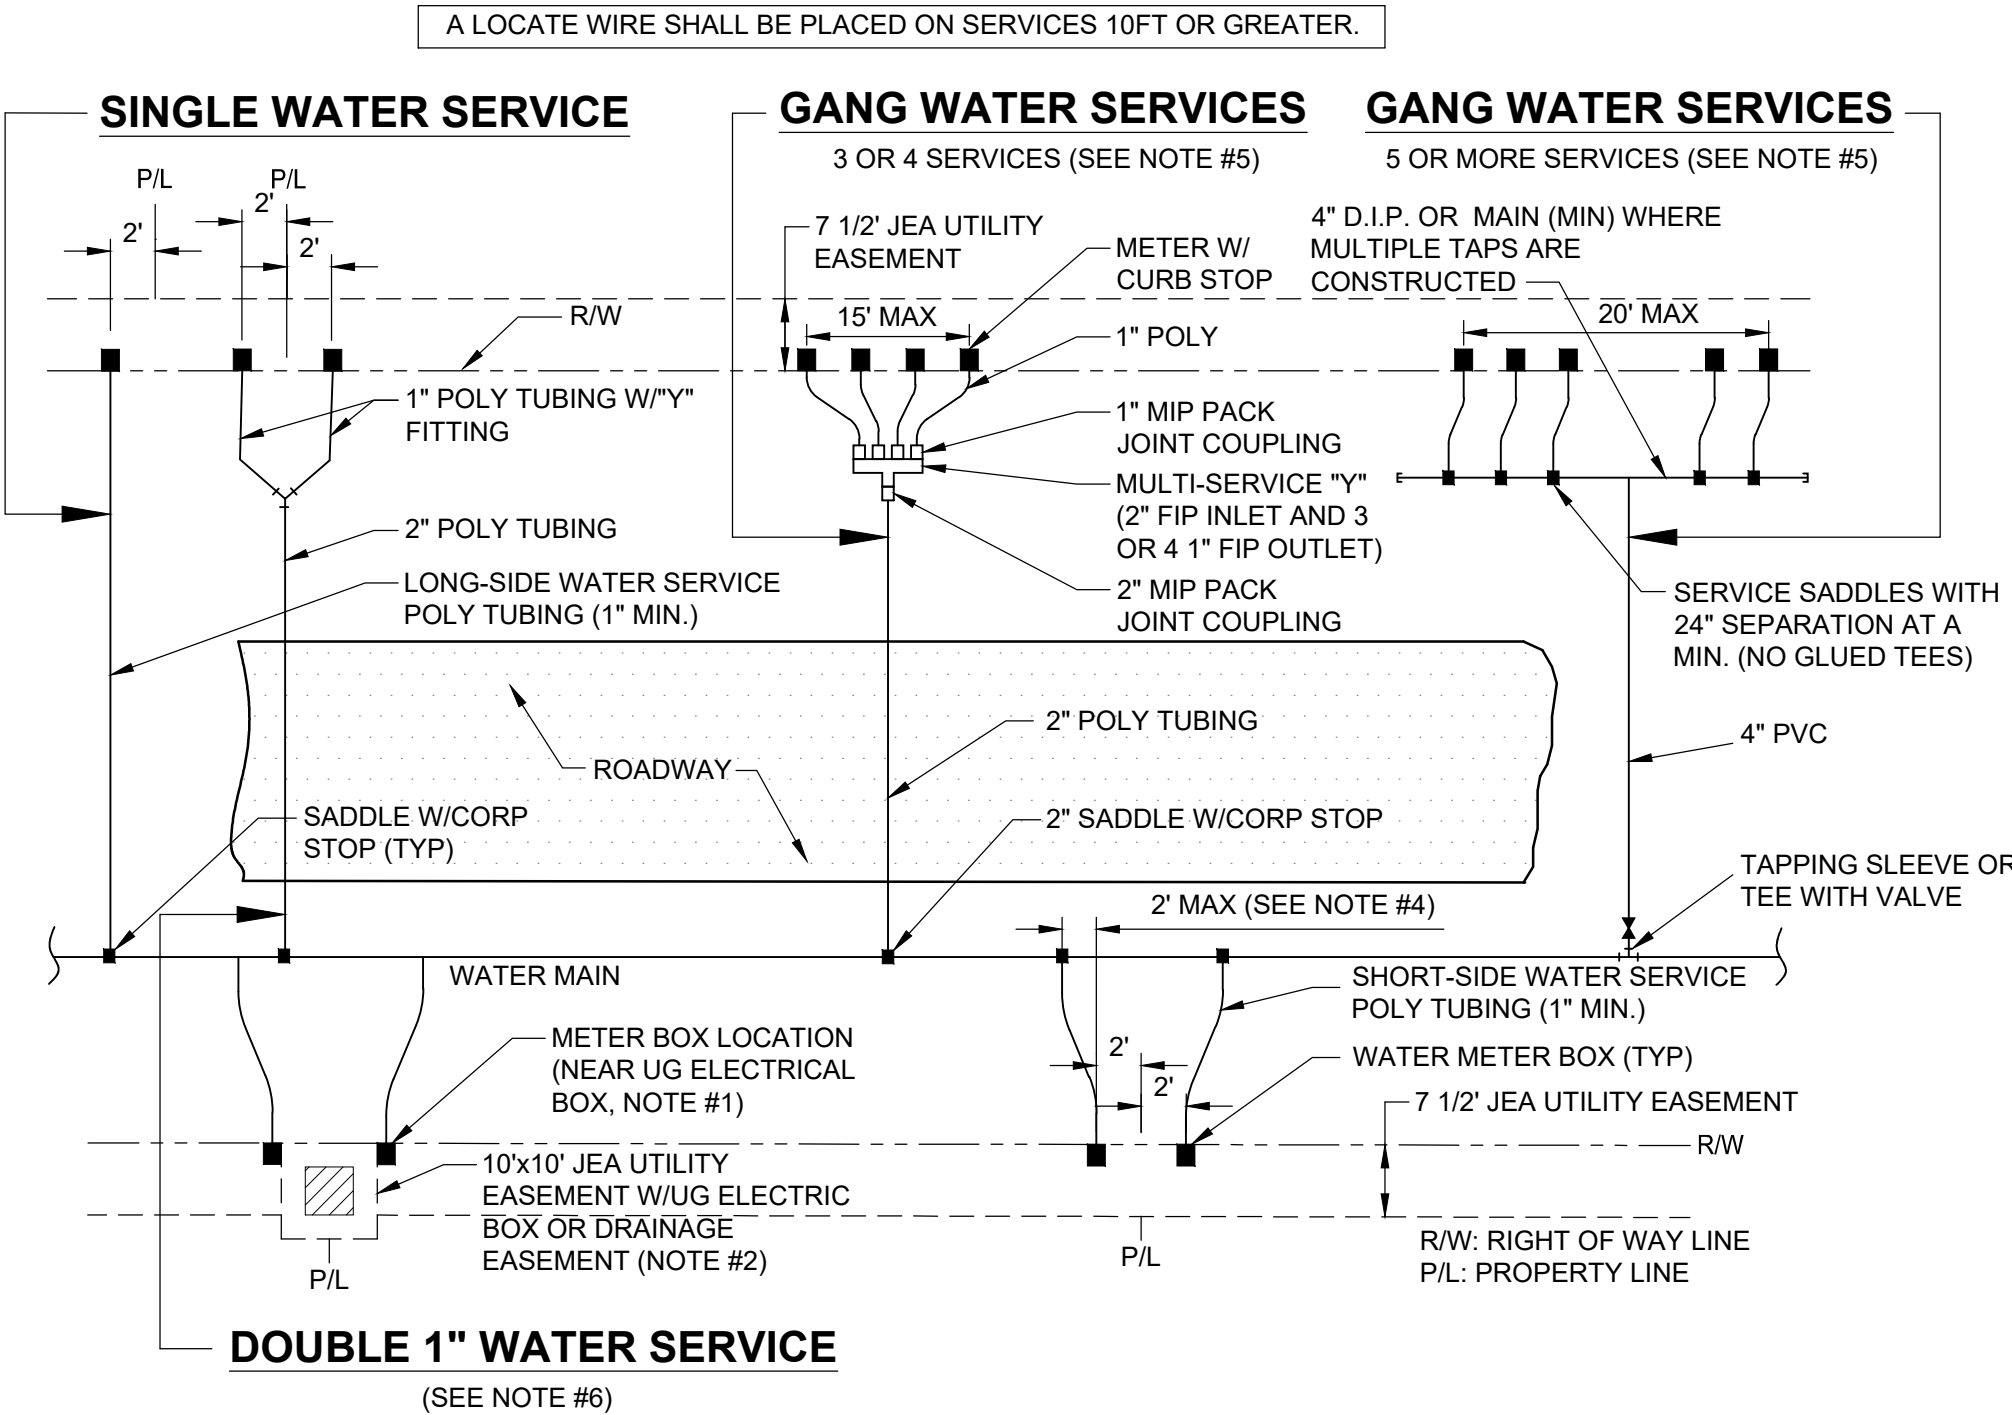 A LOCATE WIRE SHALL BE PLACED ON SERVICES 10FT OR GREATER.
SINGLE WATER SERVICE
GANG WATER SERVICES
3 OR 4 SERVICES (SEE NOTE #5)
GANG WATER SERVICES
5 OR MORE SERVICES (SEE NOTE #5)
P/L
P/L
2'
2'
2'
R/W
7 1/2' JEA UTILITY
EASEMENT
METER W/
CURB STOP
4" D.I.P. OR MAIN (MIN) WHERE
MULTIPLE TAPS ARE
CONSTRUCTED
15' MAX
20' MAX
1" POLY
1" POLY TUBING W/"Y"
FITTING
1" MIP PACK
JOINT COUPLING
MULTI-SERVICE "Y"
(2" FIP INLET AND 3
OR 4 1" FIP OUTLET)
2" POLY TUBING
LONG-SIDE WATER SERVICE
POLY TUBING (1" MIN.)
2" MIP PACK
JOINT COUPLING
SERVICE SADDLES WITH
24" SEPARATION AT A
MIN. (NO GLUED TEES)
2" POLY TUBING
4" PVC
ROADWAY
SADDLE W/CORP
STOP (TYP)
2" SADDLE W/CORP STOP
TAPPING SLEEVE OR
TEE WITH VALVE
2' MAX (SEE NOTE #4)
WATER MAIN
SHORT-SIDE WATER SERVICE
POLY TUBING (1" MIN.)
METER BOX LOCATION
(NEAR UG ELECTRICAL
BOX, NOTE #1)
2'
2'
WATER METER BOX (TYP)
7 1/2' JEA UTILITY EASEMENT
R/W
10'x10' JEA UTILITY
EASEMENT W/UG ELECTRIC
BOX OR DRAINAGE
EASEMENT (NOTE #2)
P/L
P/L
R/W: RIGHT OF WAY LINE
P/L: PROPERTY LINE
DOUBLE 1" WATER SERVICE
(SEE NOTE #6)